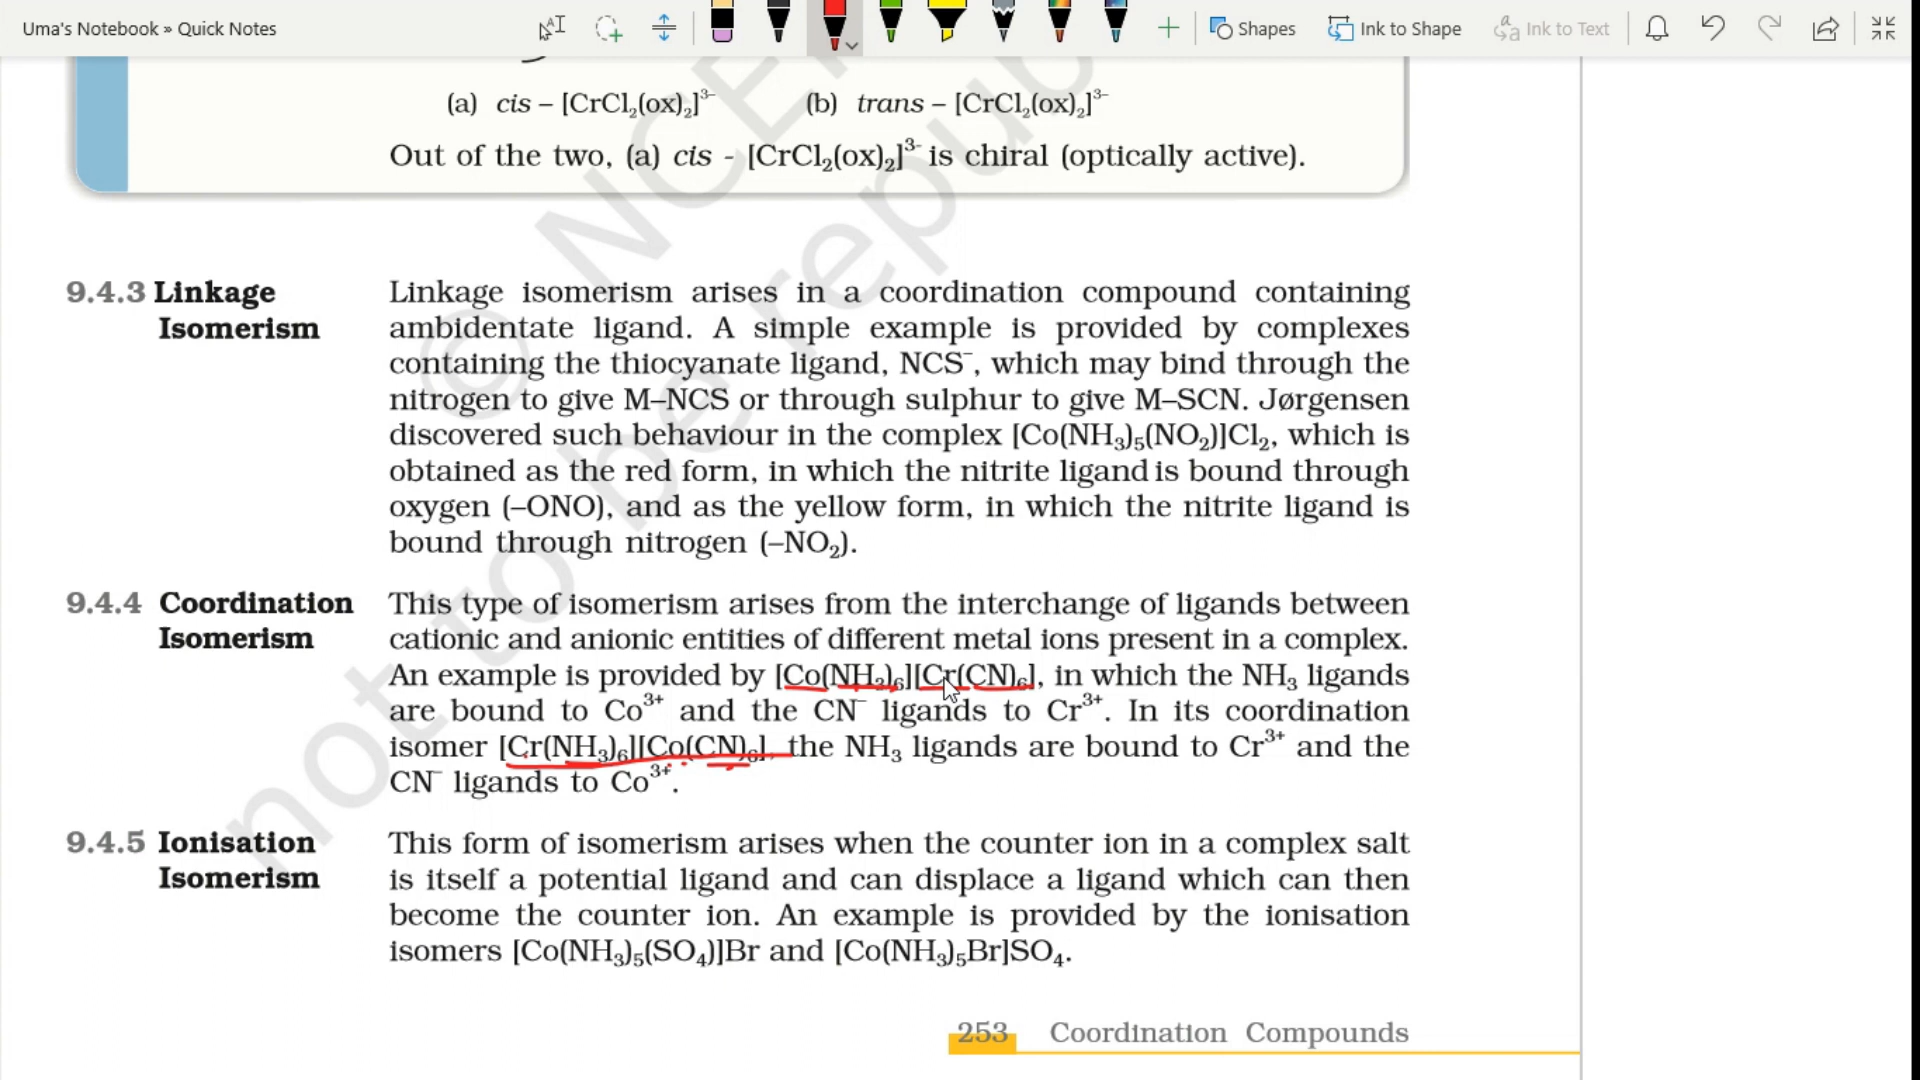 Uma's Notebook » Quick Notes
Shapes
Ink to Shape
Ink to Text
(a) cis – [CrCl₂(ox)₂]³⁻ (b) trans – [CrCl₂(ox)₂]³⁻
Out of the two, (a) cis - [CrCl₂(ox)₂]³⁻ is chiral (optically active).
9.4.3 Linkage Isomerism
Linkage isomerism arises in a coordination compound containing
ambidentate ligand. A simple example is provided by complexes
containing the thiocyanate ligand, NCS⁻, which may bind through the
nitrogen to give M–NCS or through sulphur to give M–SCN. Jørgensen
discovered such behaviour in the complex [Co(NH₃)₅(NO₂)]Cl₂, which is
obtained as the red form, in which the nitrite ligand is bound through
oxygen (–ONO), and as the yellow form, in which the nitrite ligand is
bound through nitrogen (–NO₂).
9.4.4 Coordination Isomerism
This type of isomerism arises from the interchange of ligands between
cationic and anionic entities of different metal ions present in a complex.
An example is provided by [Co(NH₃)₆][Cr(CN)₆], in which the NH₃ ligands
are bound to Co³⁺ and the CN⁻ ligands to Cr³⁺. In its coordination
isomer [Cr(NH₃)₆][Co(CN)₆], the NH₃ ligands are bound to Cr³⁺ and the
CN⁻ ligands to Co³⁺.
9.4.5 Ionisation Isomerism
This form of isomerism arises when the counter ion in a complex salt
is itself a potential ligand and can displace a ligand which can then
become the counter ion. An example is provided by the ionisation
isomers [Co(NH₃)₅(SO₄)]Br and [Co(NH₃)₅Br]SO₄.
253 Coordination Compounds
© NCE
not to be repub